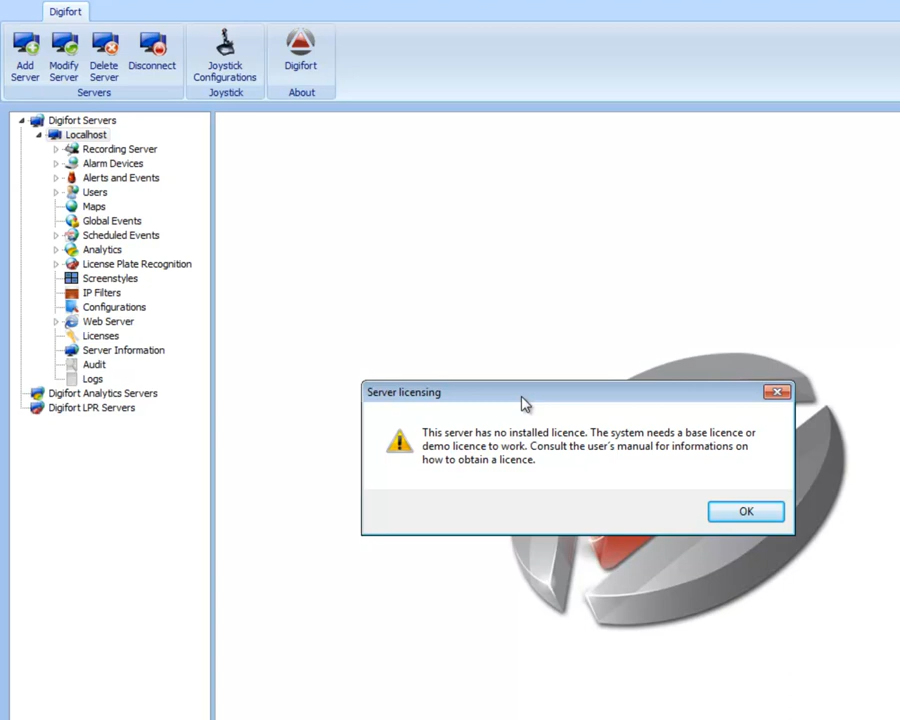 Digifort
Add
Server
Modify
Server
Delete
Server
Disconnect
Joystick
Configurations
Digifort
Servers
Joystick
About
Digifort Servers
Localhost
Recording Server
Alarm Devices
Alerts and Events
Users
Maps
Global Events
Scheduled Events
Analytics
License Plate Recognition
Screenstyles
IP Filters
Configurations
Web Server
Licenses
Server Information
Audit
Logs
Digifort Analytics Servers
Digifort LPR Servers
Server licensing
This server has no installed licence. The system needs a base licence or
demo licence to work. Consult the user´s manual for informations on
how to obtain a licence.
OK